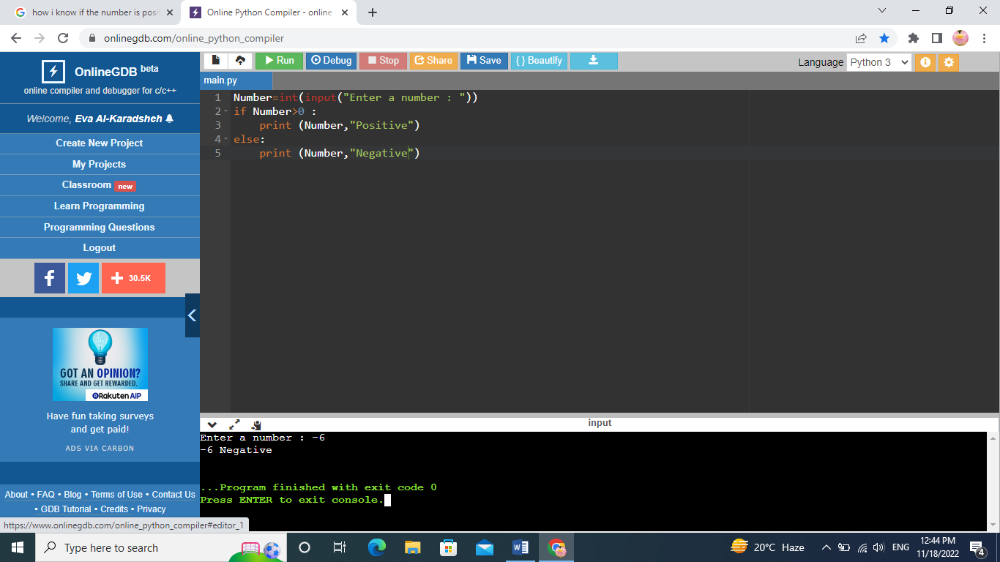 how i know if the number is posit
Online Python Compiler - online
onlinegdb.com/online_python_compiler
OnlineGDB beta
online compiler and debugger for c/c++
Welcome, Eva Al-Karadsheh
Create New Project
My Projects
Classroom new
Learn Programming
Programming Questions
Logout
f
30.5K
GOT AN OPINION?
SHARE AND GET REWARDED.
Rakuten AIP
Have fun taking surveys
and get paid!
ADS VIA CARBON
About • FAQ • Blog • Terms of Use • Contact Us
• GDB Tutorial • Credits • Privacy
https://www.onlinegdb.com/online_python_compiler#editor_1
Run Debug Stop Share Save { } Beautify
Language Python 3
main.py
1 Number=int(input("Enter a number : "))
2 if Number>0 :
3 print (Number,"Positive")
4 else:
5 print (Number,"Negative")
input
Enter a number : -6
-6 Negative
...Program finished with exit code 0
Press ENTER to exit console.
Type here to search
20°C Haze
ENG
12:44 PM
11/18/2022
4